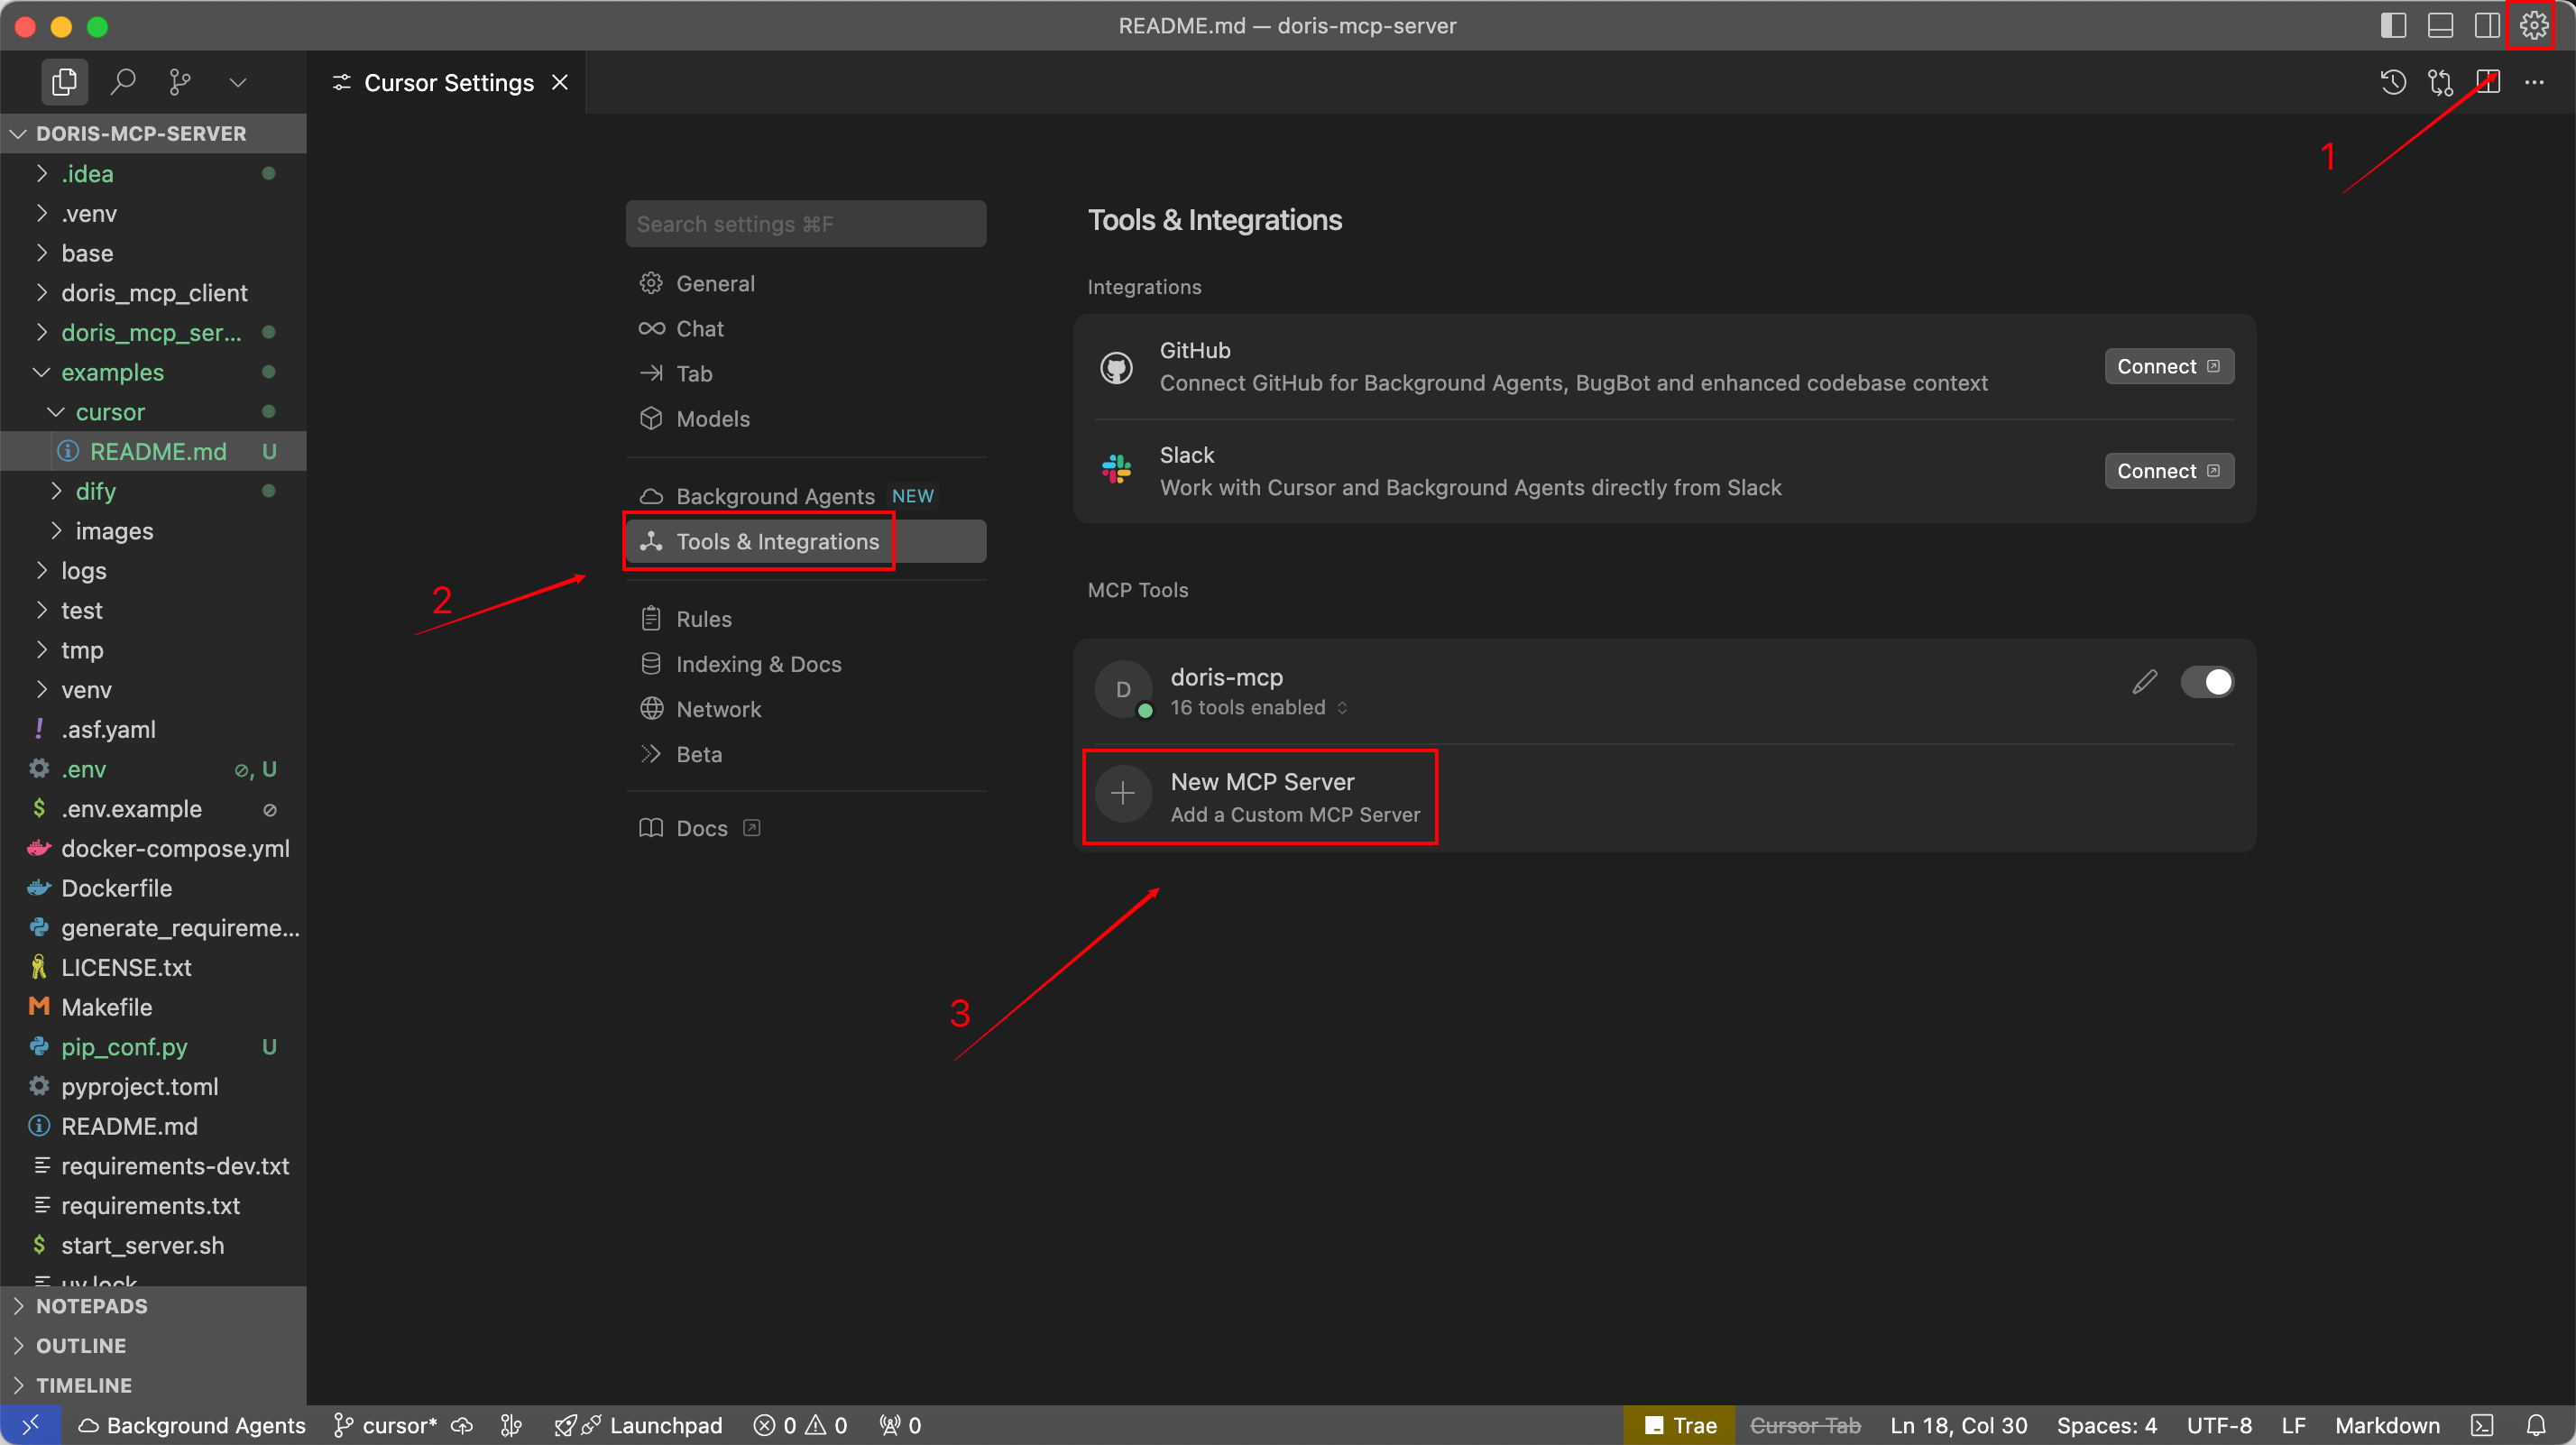 README.md — doris-mcp-server
Cursor Settings
1
DORIS-MCP-SERVER
.idea
.venv
base
doris_mcp_client
doris_mcp_ser...
examples
cursor
README.md U
dify
images
logs
test
tmp
venv
.asf.yaml
.env , U
$ .env.example
docker-compose.yml
Dockerfile
generate_requireme...
LICENSE.txt
Makefile
pip_conf.py U
pyproject.toml
README.md
requirements-dev.txt
requirements.txt
$ start_server.sh
uv.lock
NOTEPADS
OUTLINE
TIMELINE
Search settings ⌘F
General
Chat
Tab
Models
Background Agents NEW
Tools & Integrations
2
Rules
Indexing & Docs
Network
Beta
Docs
Tools & Integrations
Integrations
GitHub
Connect GitHub for Background Agents, BugBot and enhanced codebase context
Connect
Slack
Work with Cursor and Background Agents directly from Slack
Connect
MCP Tools
D
doris-mcp
16 tools enabled
New MCP Server
Add a Custom MCP Server
3
Background Agents cursor* Launchpad 0 0 0 Trae Cursor Tab Ln 18, Col 30 Spaces: 4 UTF-8 LF Markdown